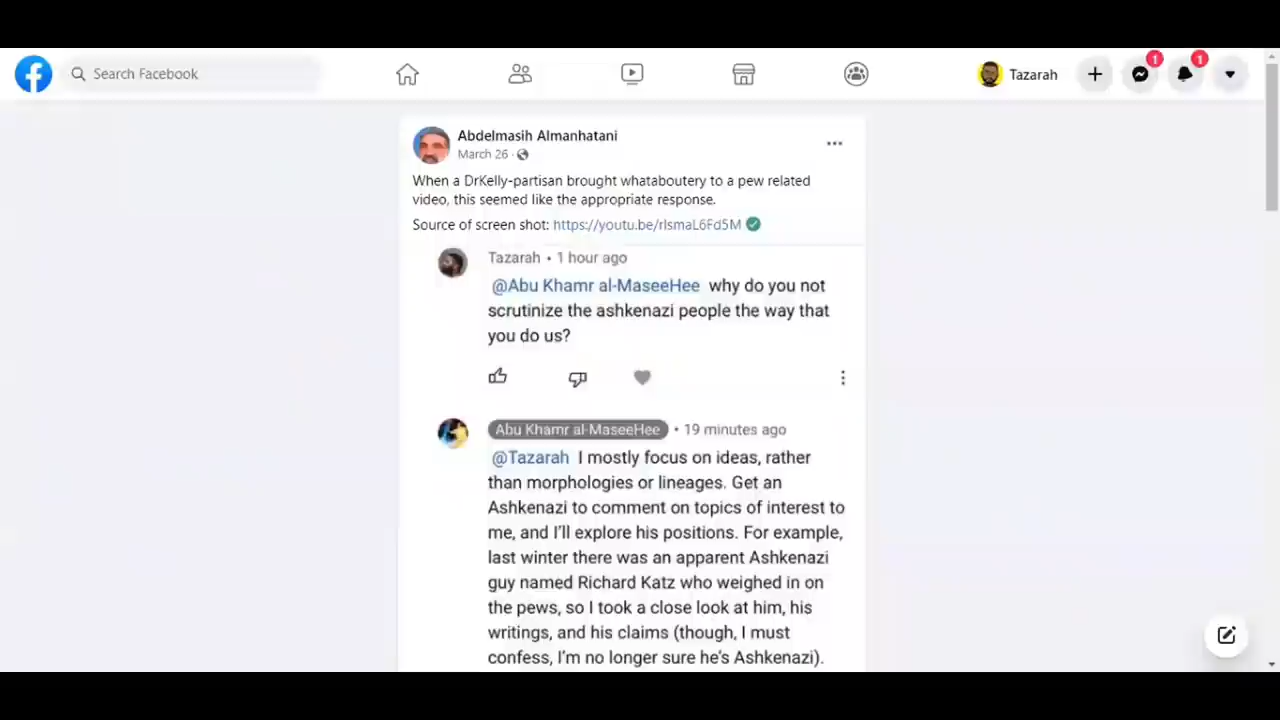 Search Facebook
Tazarah
1
1
Abdelmasih Almanhatani
March 26 ·
When a DrKelly-partisan brought whataboutery to a pew related
video, this seemed like the appropriate response.
Source of screen shot: https://youtu.be/rIsmaL6Fd5M
Tazarah • 1 hour ago
@Abu Khamr al-MaseeHee why do you not
scrutinize the ashkenazi people the way that
you do us?
Abu Khamr al-MaseeHee • 19 minutes ago
@Tazarah I mostly focus on ideas, rather
than morphologies or lineages. Get an
Ashkenazi to comment on topics of interest to
me, and I'll explore his positions. For example,
last winter there was an apparent Ashkenazi
guy named Richard Katz who weighed in on
the pews, so I took a close look at him, his
writings, and his claims (though, I must
confess, I'm no longer sure he's Ashkenazi).